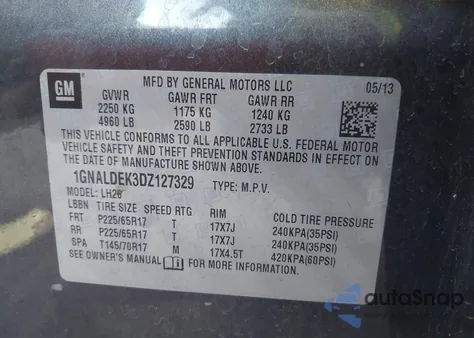 GM
MFD BY GENERAL MOTORS LLC 05/13
GVWR GAWR FRT GAWR RR
2250 KG 1175 KG 1240 KG
4960 LB 2590 LB 2733 LB
THIS VEHICLE CONFORMS TO ALL APPLICABLE U.S. FEDERAL MOTOR
VEHICLE SAFETY AND THEFT PREVENTION STANDARDS IN EFFECT ON
THE DATE OF MANUFACTURE SHOWN ABOVE.
1GNALDEK3DZ127329 TYPE: M.P.V.
MODEL: LH26
LBBN TIRE SIZE SPEED RTG RIM COLD TIRE PRESSURE
FRT P225/65R17 T 17X7J 240KPA(35PSI)
RR P225/65R17 T 17X7J 240KPA(35PSI)
SPA T145/70R17 M 17X4.5T 420KPA(60PSI)
SEE OWNER'S MANUAL FOR MORE INFORMATION.
autoSnap